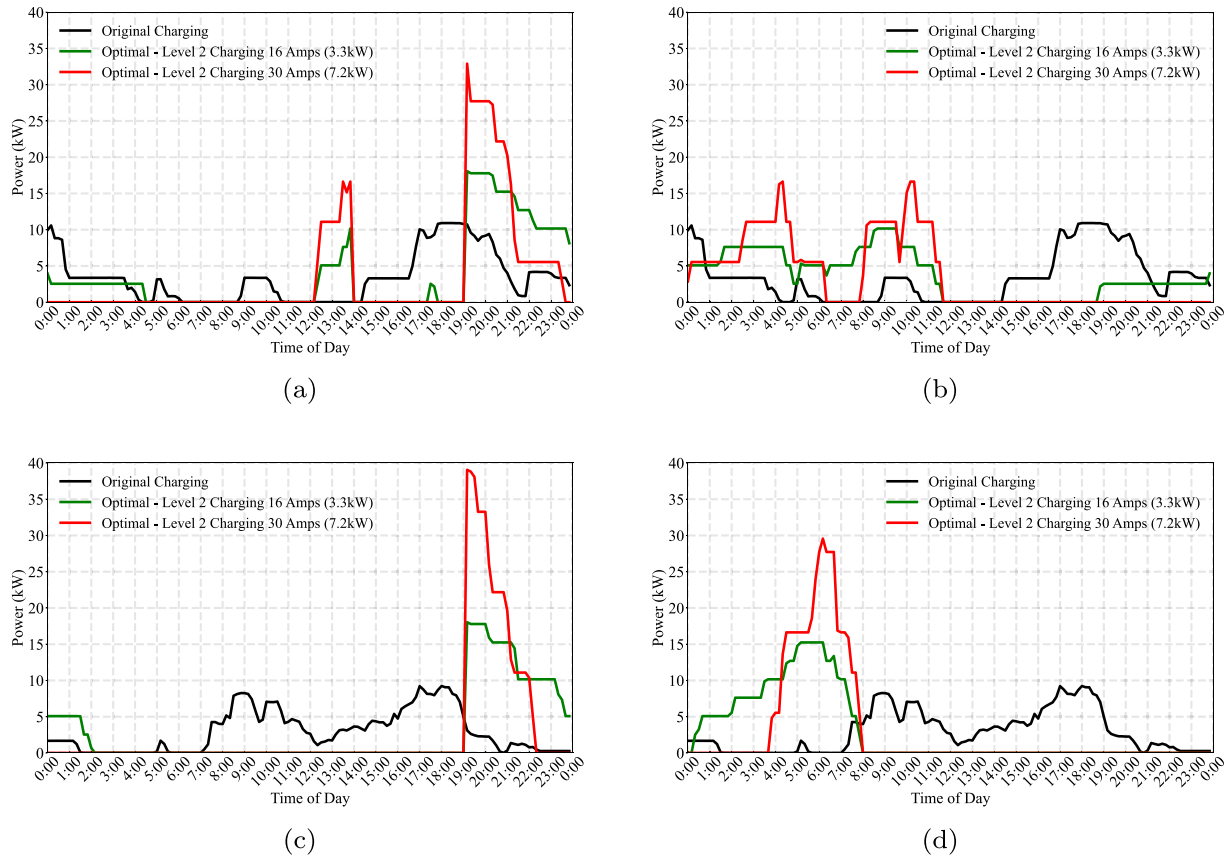 40
35
30
25
20
15
10
5
0
Power (kW)
Original Charging
Optimal - Level 2 Charging 16 Amps (3.3kW)
Optimal - Level 2 Charging 30 Amps (7.2kW)
0:00 1:00 2:00 3:00 4:00 5:00 6:00 7:00 8:00 9:00 10:00 11:00 12:00 13:00 14:00 15:00 16:00 17:00 18:00 19:00 20:00 21:00 22:00 23:00 0:00
Time of Day
(a)
40
35
30
25
20
15
10
5
0
Power (kW)
Original Charging
Optimal - Level 2 Charging 16 Amps (3.3kW)
Optimal - Level 2 Charging 30 Amps (7.2kW)
0:00 1:00 2:00 3:00 4:00 5:00 6:00 7:00 8:00 9:00 10:00 11:00 12:00 13:00 14:00 15:00 16:00 17:00 18:00 19:00 20:00 21:00 22:00 23:00 0:00
Time of Day
(b)
40
35
30
25
20
15
10
5
0
Power (kW)
Original Charging
Optimal - Level 2 Charging 16 Amps (3.3kW)
Optimal - Level 2 Charging 30 Amps (7.2kW)
0:00 1:00 2:00 3:00 4:00 5:00 6:00 7:00 8:00 9:00 10:00 11:00 12:00 13:00 14:00 15:00 16:00 17:00 18:00 19:00 20:00 21:00 22:00 23:00 0:00
Time of Day
(c)
40
35
30
25
20
15
10
5
0
Power (kW)
Original Charging
Optimal - Level 2 Charging 16 Amps (3.3kW)
Optimal - Level 2 Charging 30 Amps (7.2kW)
0:00 1:00 2:00 3:00 4:00 5:00 6:00 7:00 8:00 9:00 10:00 11:00 12:00 13:00 14:00 15:00 16:00 17:00 18:00 19:00 20:00 21:00 22:00 23:00 0:00
Time of Day
(d)